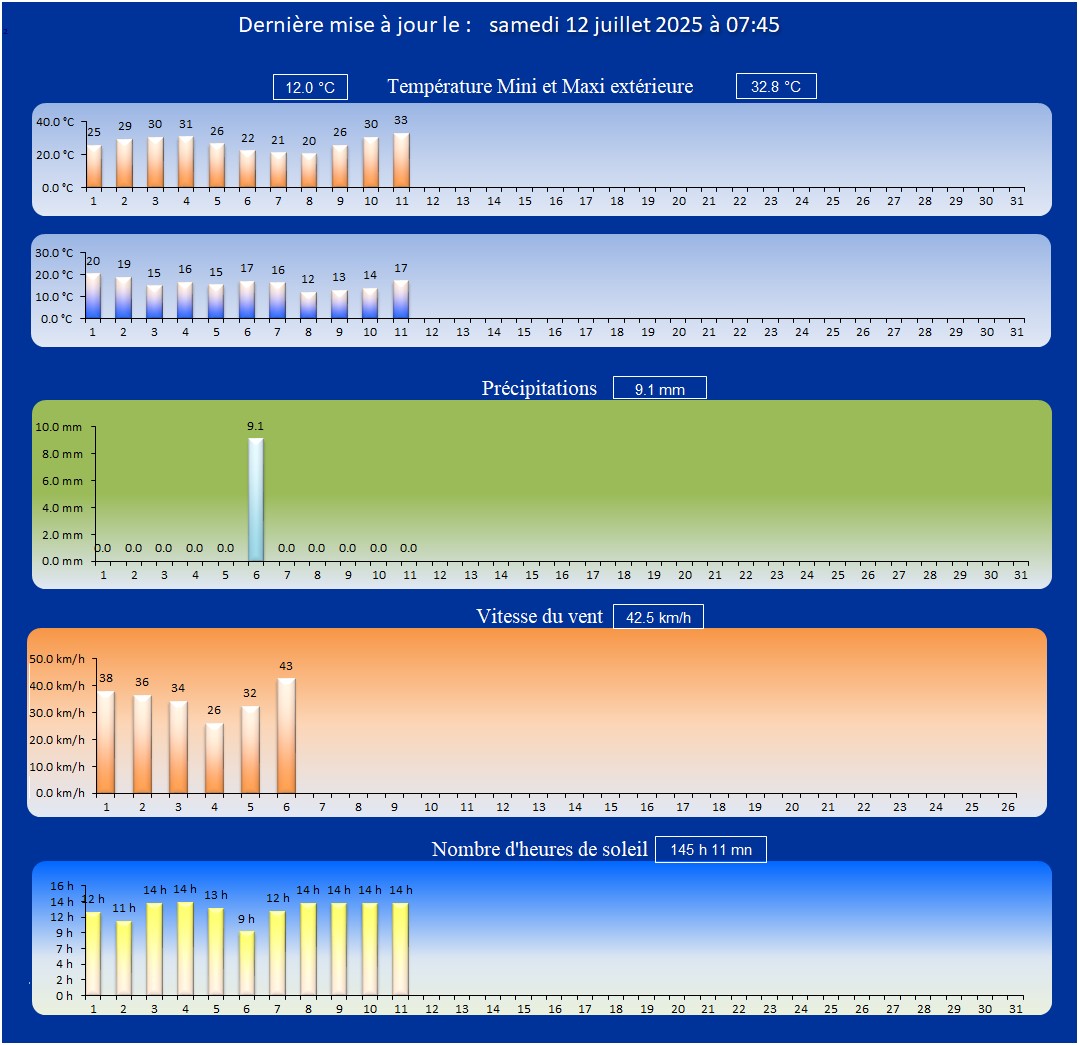 Dernière mise à jour le : samedi 12 juillet 2025 à 07:45
12.0 °C Température Mini et Maxi extérieure 32.8 °C
40.0 °C
20.0 °C
0.0 °C
25 29 30 31 26 22 21 20 26 30 33
1 2 3 4 5 6 7 8 9 10 11 12 13 14 15 16 17 18 19 20 21 22 23 24 25 26 27 28 29 30 31
30.0 °C
20.0 °C
10.0 °C
0.0 °C
20 19 15 16 15 17 16 12 13 14 17
1 2 3 4 5 6 7 8 9 10 11 12 13 14 15 16 17 18 19 20 21 22 23 24 25 26 27 28 29 30 31
Précipitations 9.1 mm
10.0 mm
8.0 mm
6.0 mm
4.0 mm
2.0 mm
0.0 mm
0.0 0.0 0.0 0.0 0.0 9.1 0.0 0.0 0.0 0.0 0.0
1 2 3 4 5 6 7 8 9 10 11 12 13 14 15 16 17 18 19 20 21 22 23 24 25 26 27 28 29 30 31
Vitesse du vent 42.5 km/h
50.0 km/h
40.0 km/h
30.0 km/h
20.0 km/h
10.0 km/h
0.0 km/h
38 36 34 26 32 43
1 2 3 4 5 6 7 8 9 10 11 12 13 14 15 16 17 18 19 20 21 22 23 24 25 26
Nombre d'heures de soleil 145 h 11 mn
16 h
14 h
12 h
9 h
7 h
4 h
2 h
0 h
12 h 11 h 14 h 14 h 13 h 9 h 12 h 14 h 14 h 14 h 14 h
1 2 3 4 5 6 7 8 9 10 11 12 13 14 15 16 17 18 19 20 21 22 23 24 25 26 27 28 29 30 31